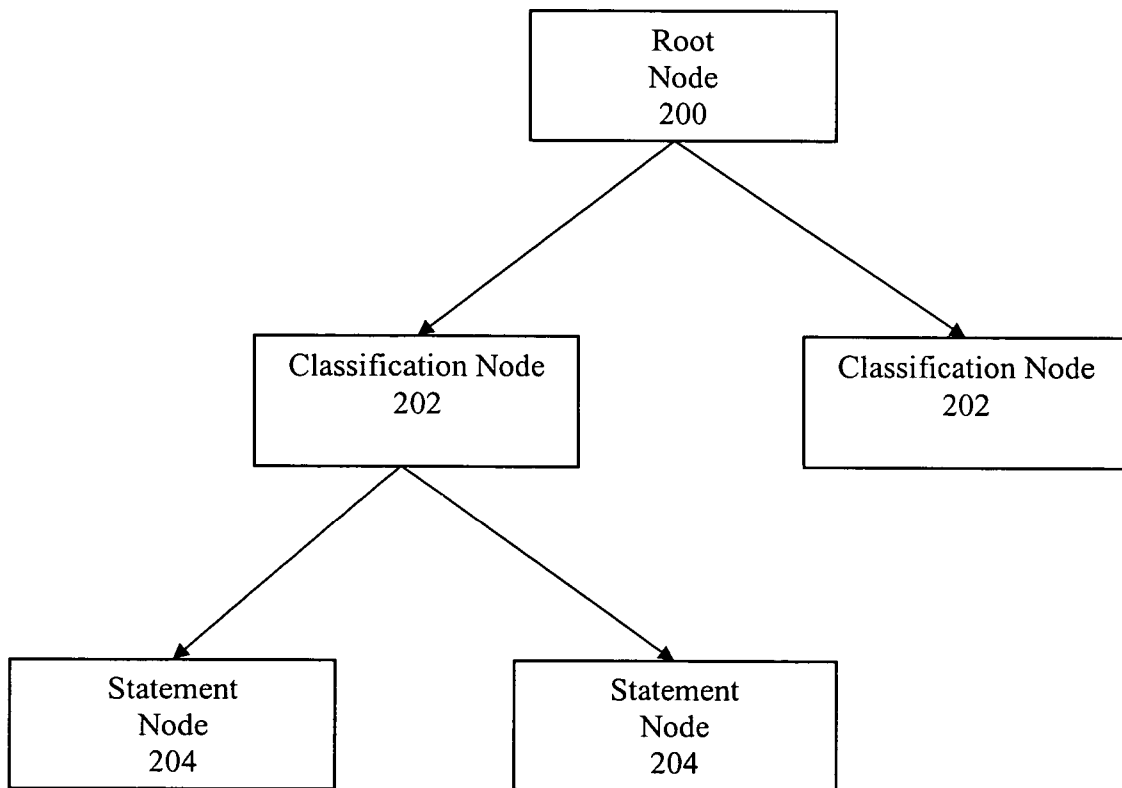 Root
Node
200
Classification Node
202
Classification Node
202
Statement
Node
204
Statement
Node
204